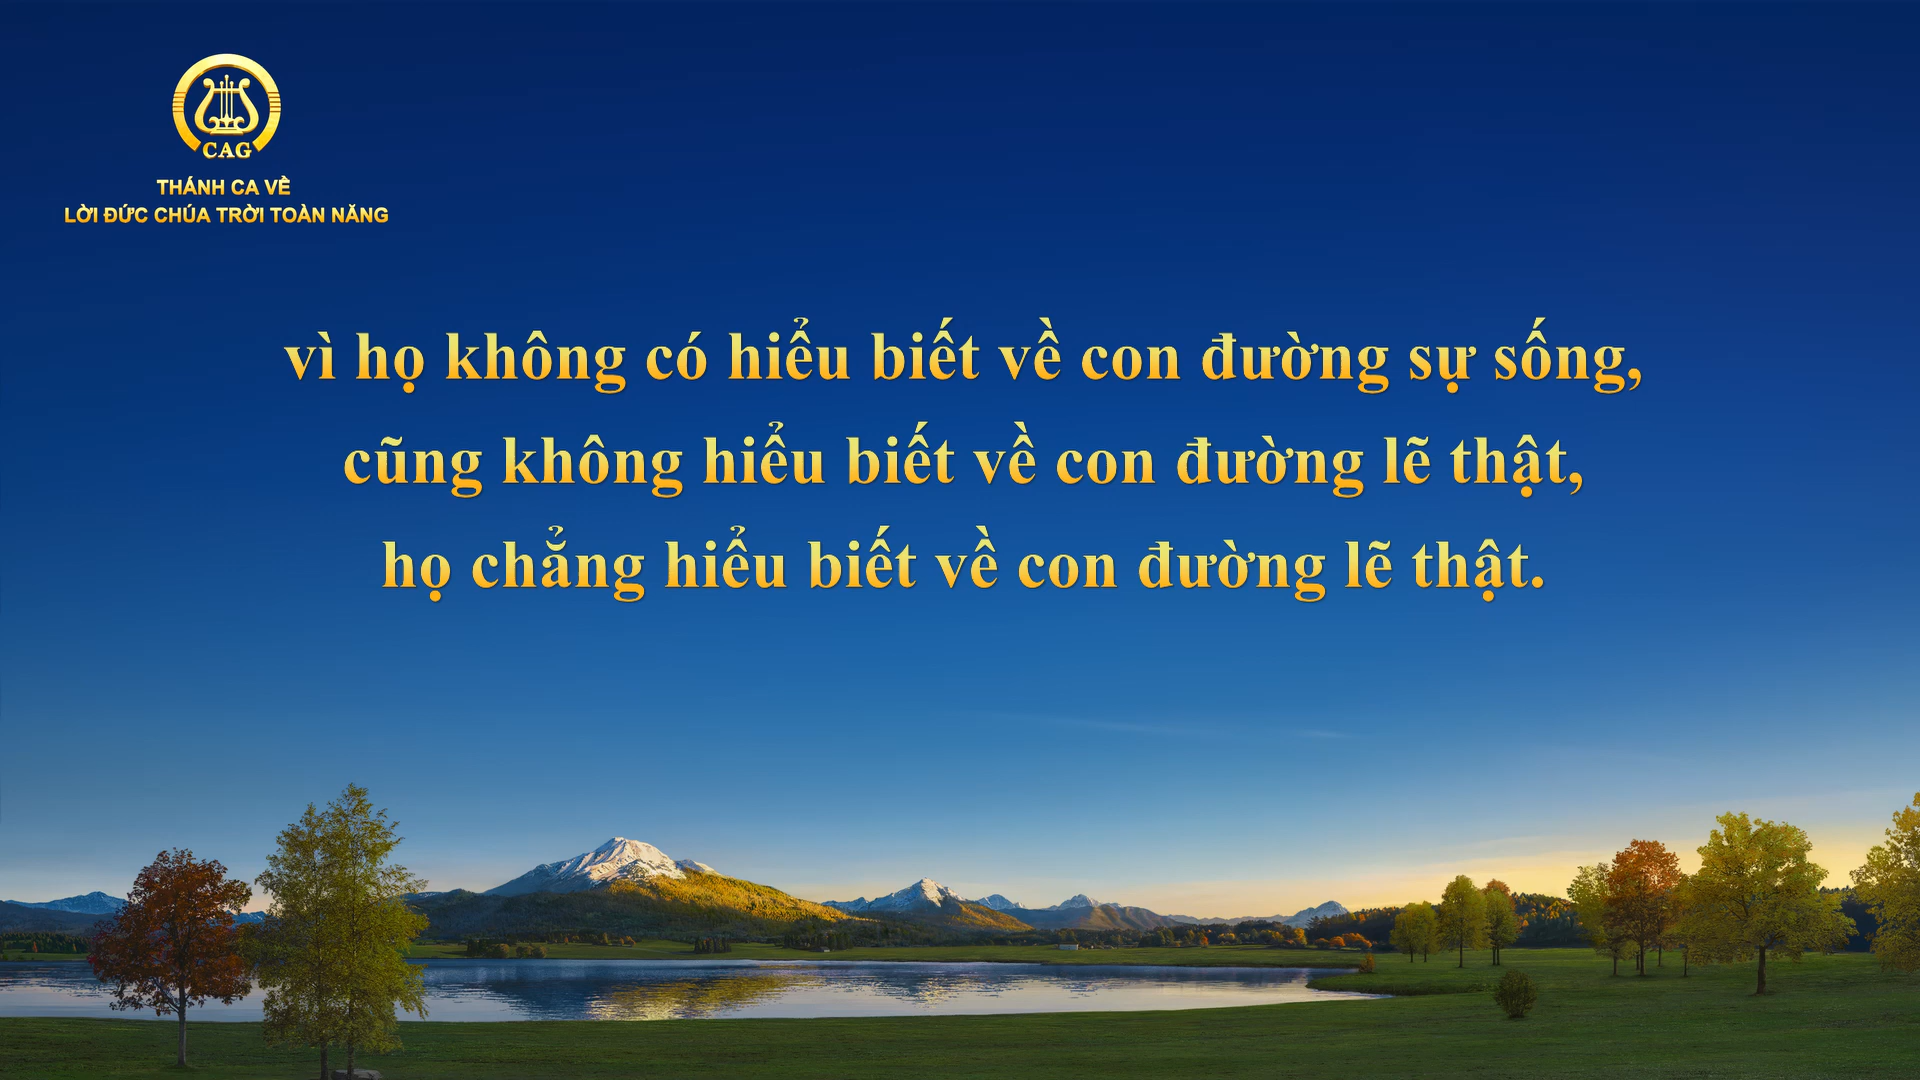 CAG
THÁNH CA VỀ
LỜI ĐỨC CHÚA TRỜI TOÀN NĂNG
vì họ không có hiểu biết về con đường sự sống,
cũng không hiểu biết về con đường lẽ thật,
họ chẳng hiểu biết về con đường lẽ thật.